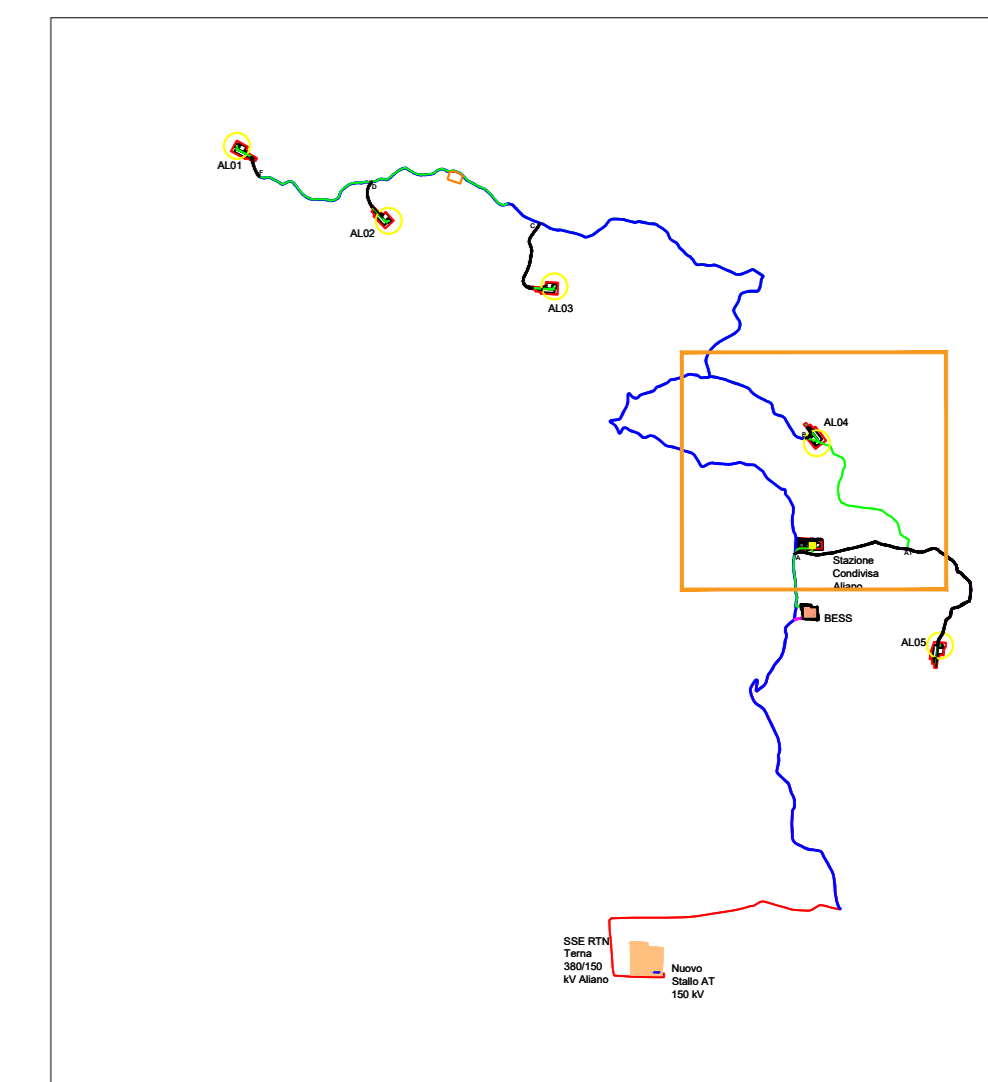 AL01
F
D
AL02
C
AL03
AL04
B
A
A1
Stazione
Condivisa
Aliano
BESS
AL05
SSE RTN
Terna
380/150
kV Aliano
Nuovo
Stallo AT
150 kV